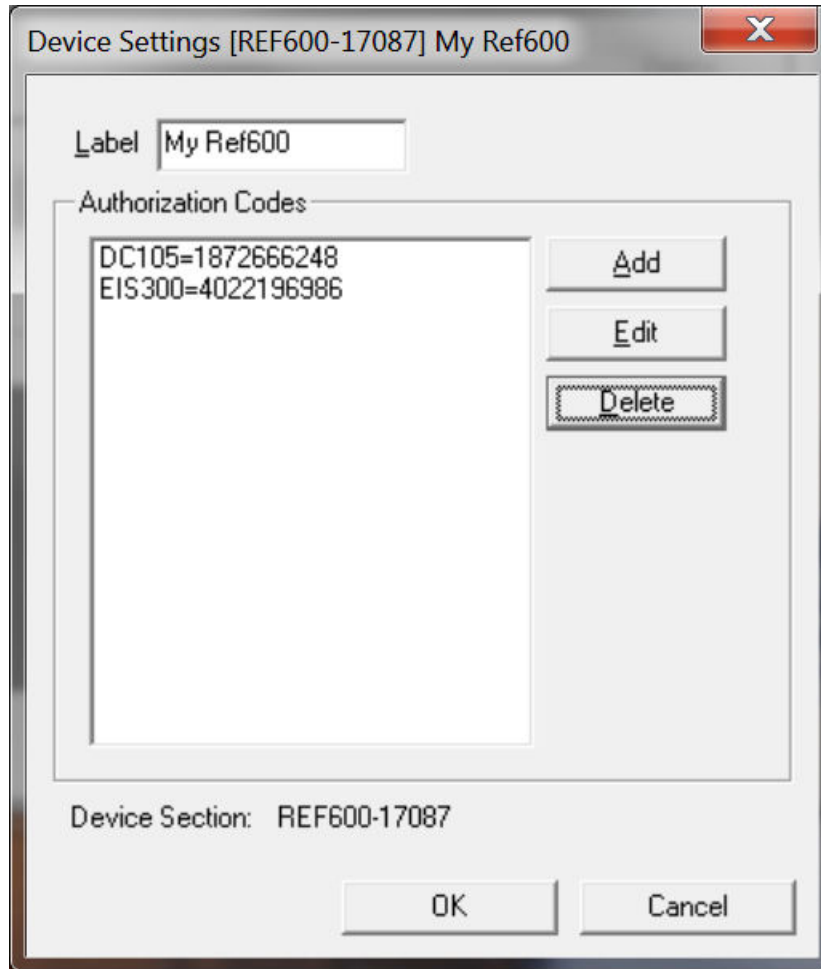 Device Settings [REF600-17087] My Ref600
X
Label My Ref600
Authorization Codes
DC105=1872666248
EIS300=4022196986
Add
Edit
Delete
Device Section: REF600-17087
OK Cancel